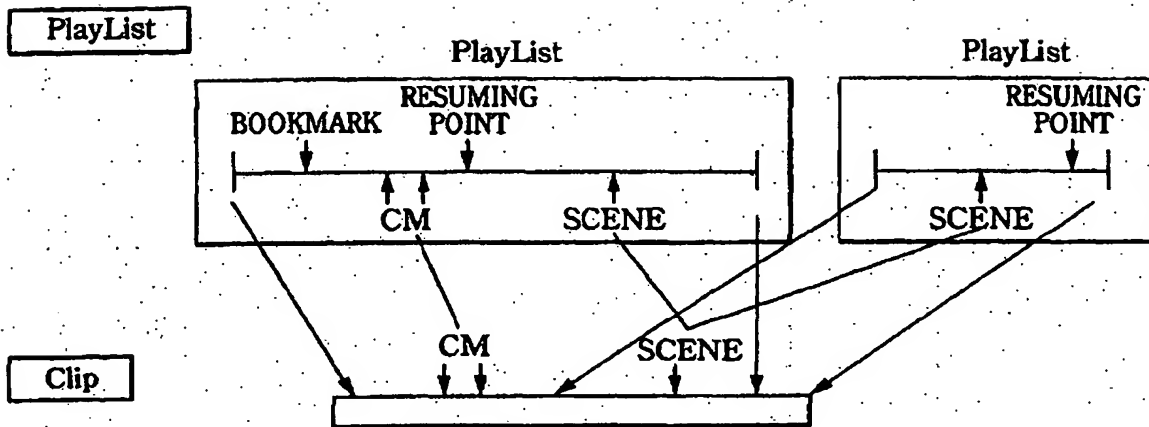 PlayList
PlayList
PlayList
BOOKMARK
RESUMING
POINT
RESUMING
POINT
CM
SCENE
SCENE
CM
SCENE
Clip